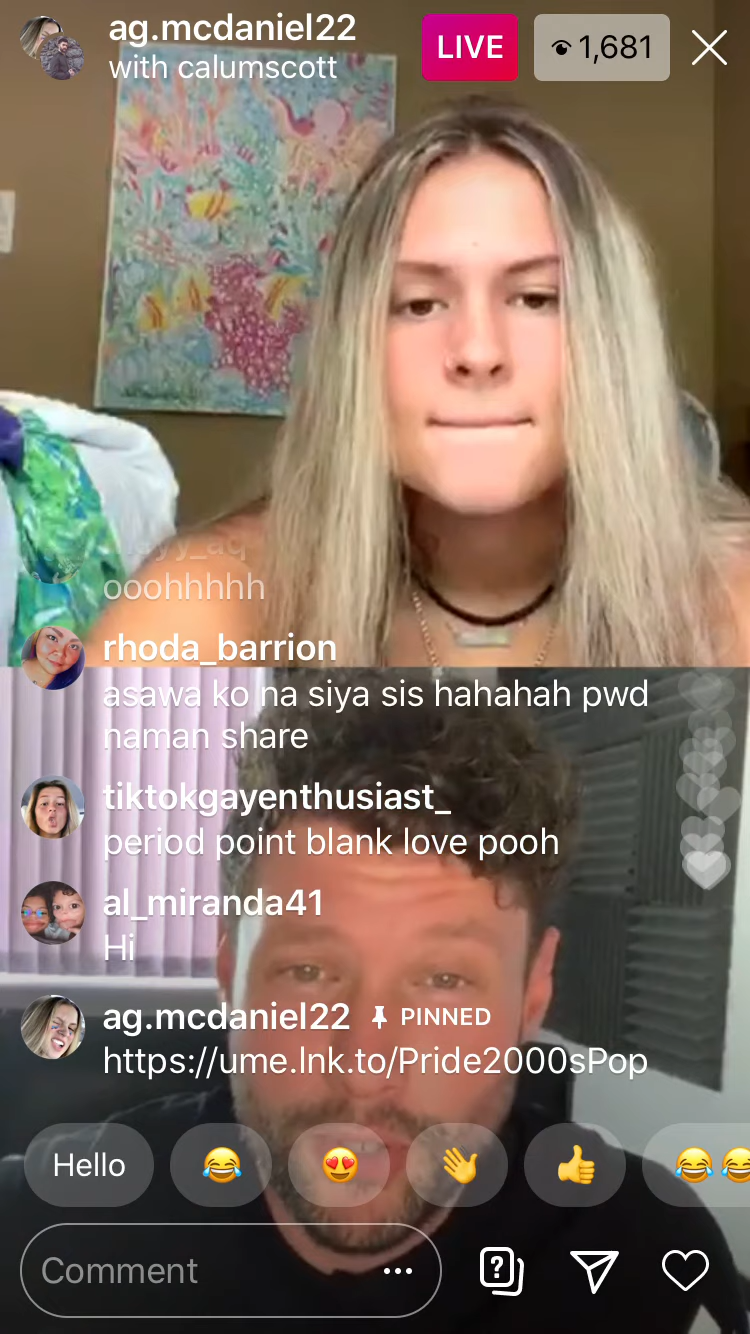 ag.mcdaniel22
LIVE
1,681
with calumscott
ooohhhhh
rhoda_barrion
asawa ko na siya sis hahahah pwd
naman share
tiktokgayenthusiast_
period point blank love pooh
al_miranda41
Hi
ag.mcdaniel22 PINNED
https://ume.lnk.to/Pride2000sPop
Hello 😂 😍 👋 👍 😂 😂
Comment